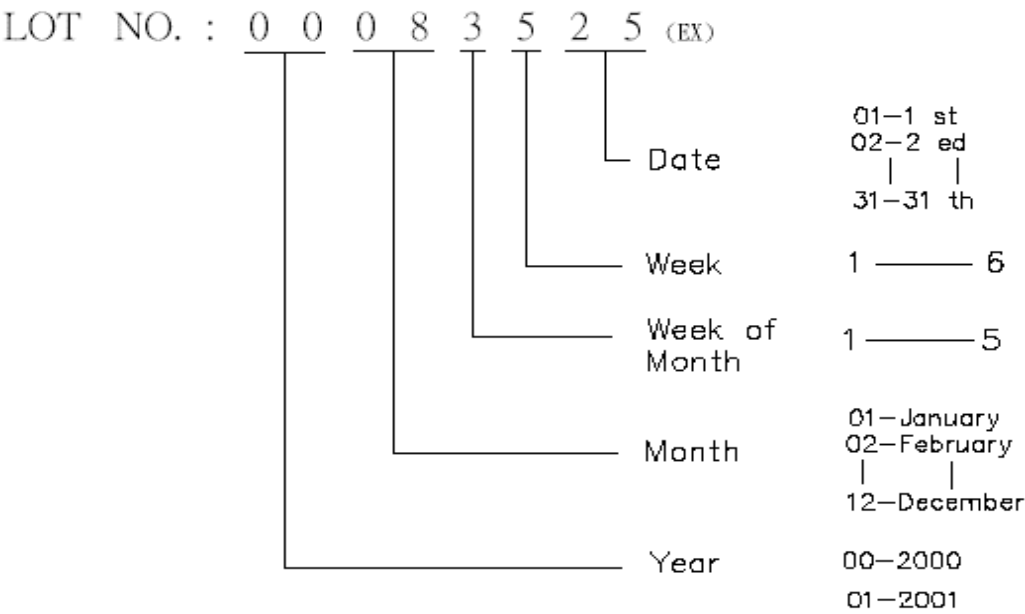 LOT NO. : 0 0 0 8 3 5 2 5 (EX)
01-1 st
Date 02-2 ed
31-31 th
Week 1 6
Week of Month 1 5
01-January
Month 02-February
12-December
Year 00-2000
01-2001